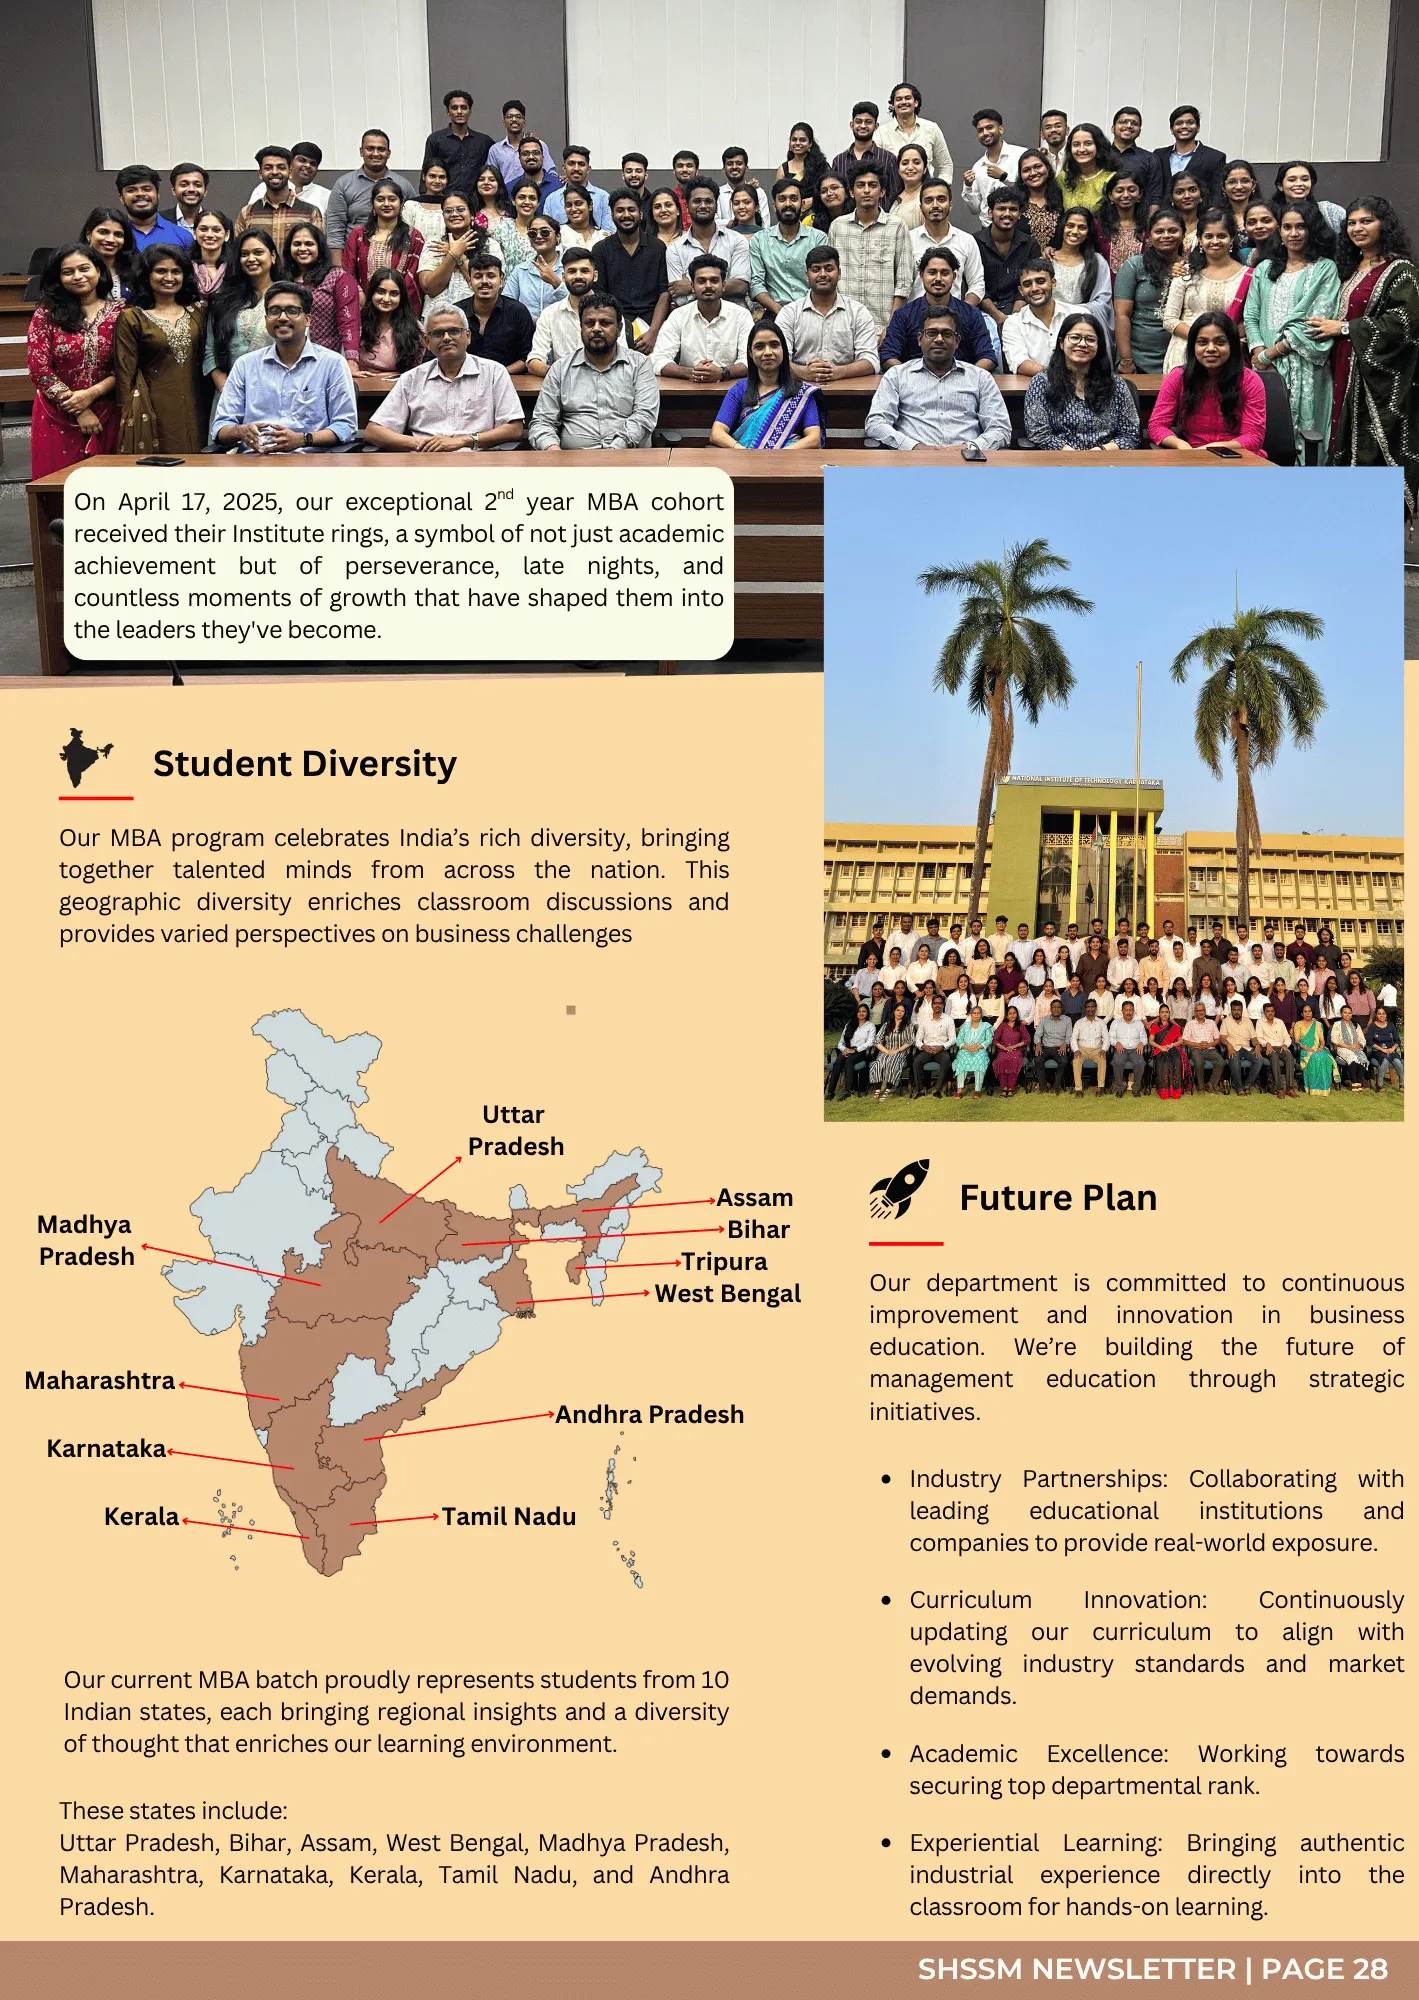 On April 17, 2025, our exceptional 2nd year MBA cohort
received their Institute rings, a symbol of not just academic
achievement but of perseverance, late nights, and
countless moments of growth that have shaped them into
the leaders they've become.
NATIONAL INSTITUTE OF TECHNOLOGY KARNATAKA
Student Diversity
Our MBA program celebrates India’s rich diversity, bringing
together talented minds from across the nation. This
geographic diversity enriches classroom discussions and
provides varied perspectives on business challenges
Uttar
Pradesh
Assam
Bihar
Tripura
West Bengal
Madhya
Pradesh
Maharashtra
Andhra Pradesh
Karnataka
Kerala
Tamil Nadu
Our current MBA batch proudly represents students from 10
Indian states, each bringing regional insights and a diversity
of thought that enriches our learning environment.
These states include:
Uttar Pradesh, Bihar, Assam, West Bengal, Madhya Pradesh,
Maharashtra, Karnataka, Kerala, Tamil Nadu, and Andhra
Pradesh.
Future Plan
Our department is committed to continuous
improvement and innovation in business
education. We’re building the future of
management education through strategic
initiatives.
• Industry Partnerships: Collaborating with
leading educational institutions and
companies to provide real-world exposure.
• Curriculum Innovation: Continuously
updating our curriculum to align with
evolving industry standards and market
demands.
• Academic Excellence: Working towards
securing top departmental rank.
• Experiential Learning: Bringing authentic
industrial experience directly into the
classroom for hands-on learning.
SHSSM NEWSLETTER | PAGE 28